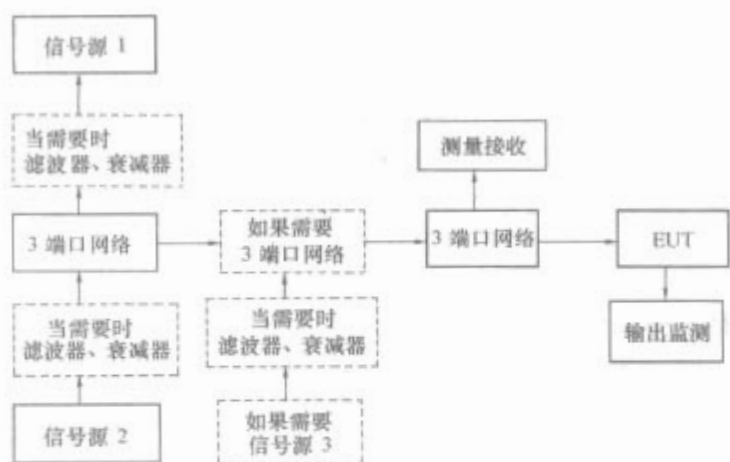 信号源 1
当需要时
滤波器、衰减器
测量接收
3 端口网络
如果需要
3 端口网络
3 端口网络
EUT
当需要时
滤波器、衰减器
当需要时
滤波器、衰减器
输出监测
信号源 2
如果需要
信号源 3